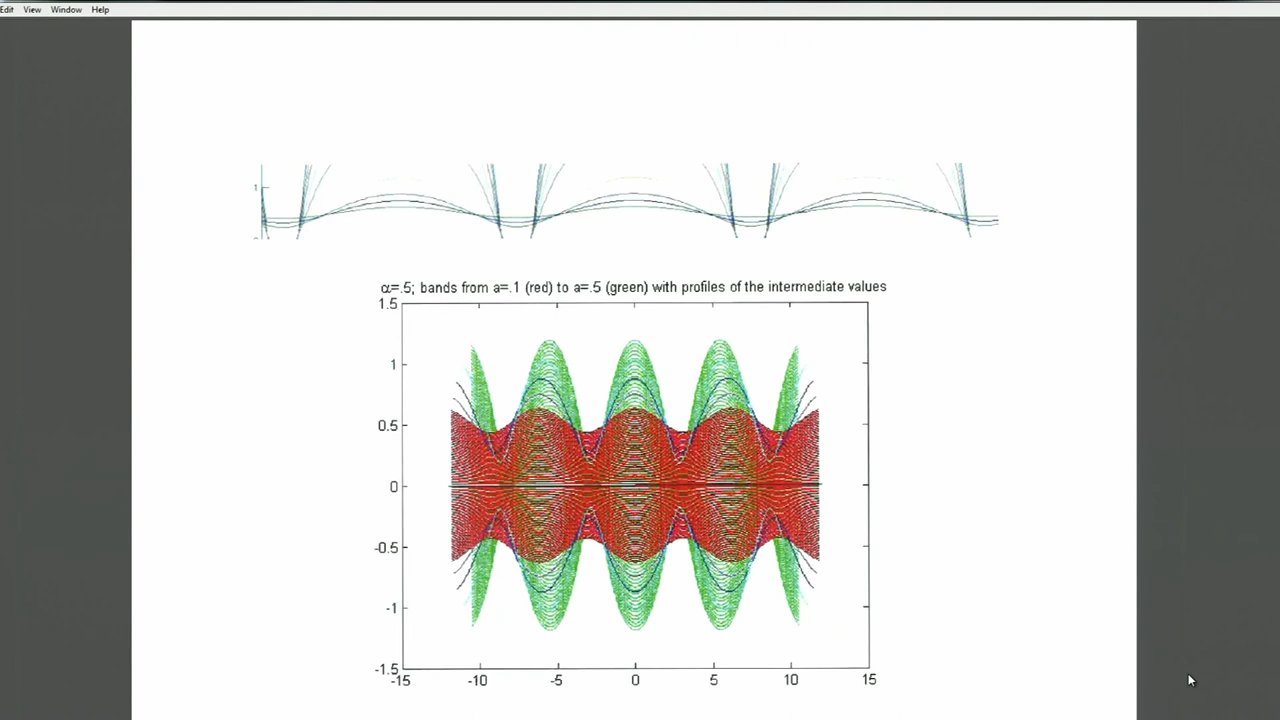 Edit View Window Help
1
α=.5; bands from a=.1 (red) to a=.5 (green) with profiles of the intermediate values
1.5
1
0.5
0
-0.5
-1
-1.5
-15 -10 -5 0 5 10 15